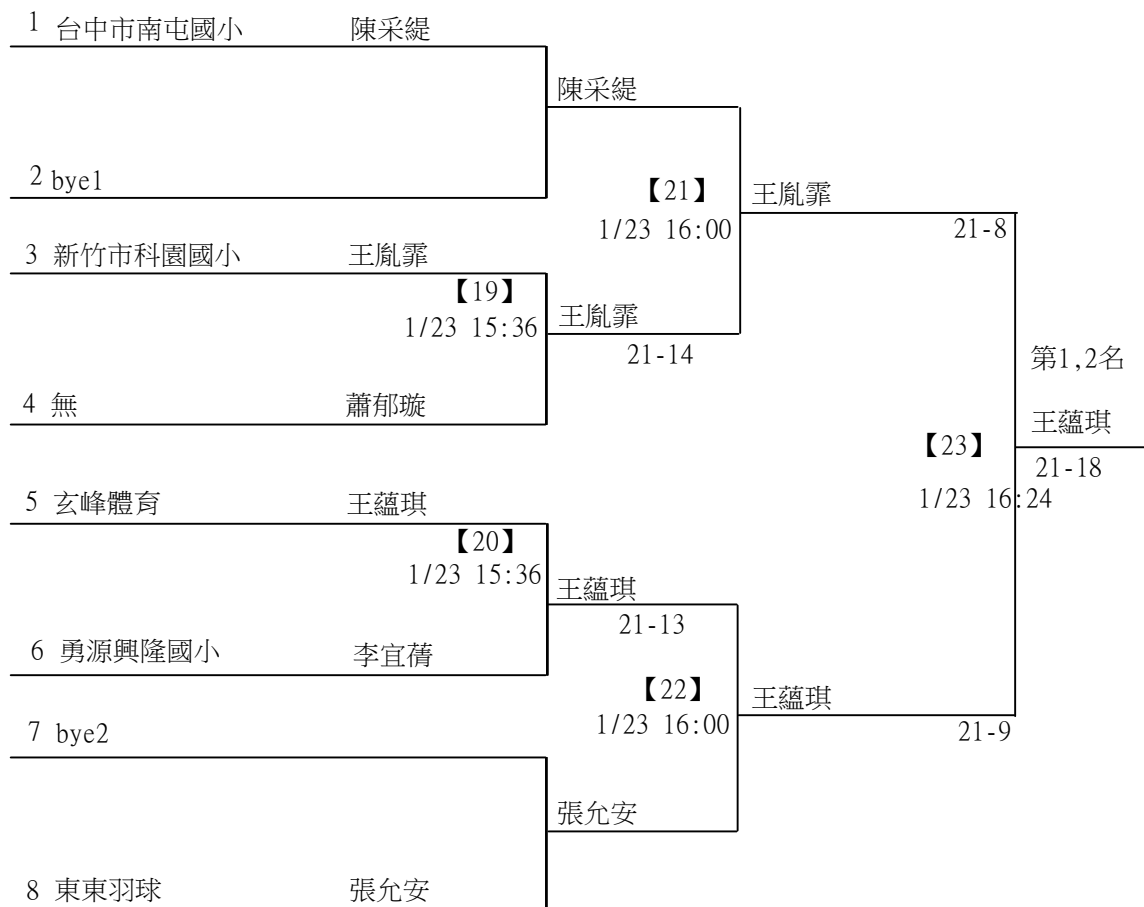 1 台中市南屯國小 陳采緹
陳采緹
2 bye1
【21】
1/23 16:00
王胤霏
21-8
3 新竹市科園國小 王胤霏
【19】
1/23 15:36
王胤霏
21-14
4 無 蕭郁璇
第1,2名
王蘊琪
【23】
21-18
1/23 16:24
5 玄峰體育 王蘊琪
【20】
1/23 15:36
王蘊琪
21-13
6 勇源興隆國小 李宜蒨
【22】
1/23 16:00
王蘊琪
21-9
7 bye2
張允安
8 東東羽球 張允安